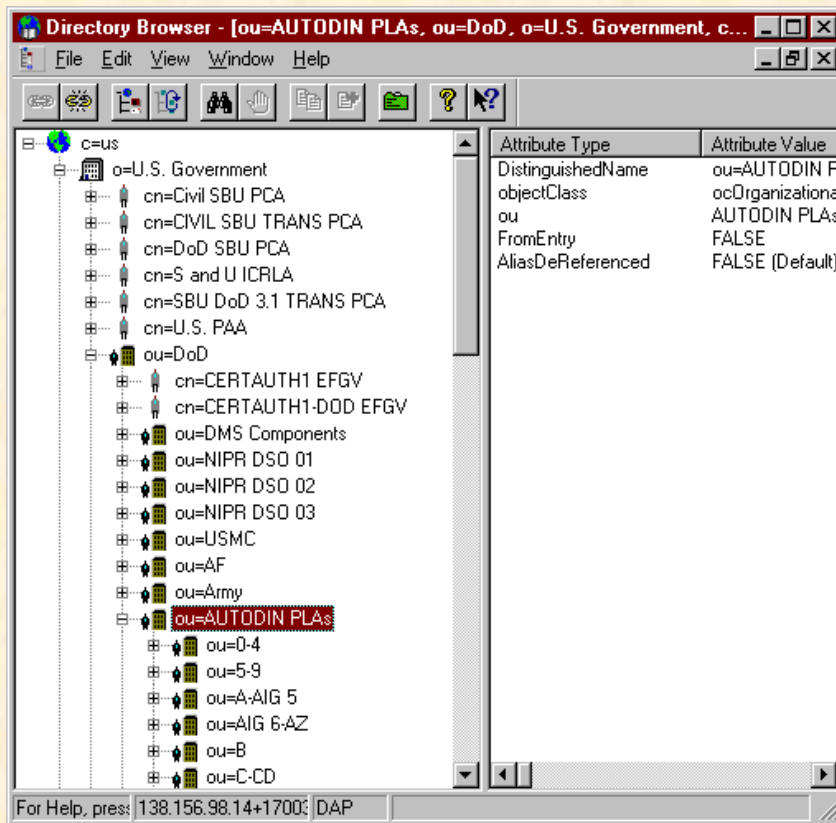 Directory Browser - [ou=AUTODIN PLAs, ou=DoD, o=U.S. Government, c...
File Edit View Window Help
c=us
o=U.S. Government
cn=Civil SBU PCA
cn=CIVIL SBU TRANS PCA
cn=DoD SBU PCA
cn=S and U ICRLA
cn=SBU DoD 3.1 TRANS PCA
cn=U.S. PAA
ou=DoD
cn=CERTAUTH1 EFGV
cn=CERTAUTH1-DOD EFGV
ou=DMS Components
ou=NIPR DSO 01
ou=NIPR DSO 02
ou=NIPR DSO 03
ou=USMC
ou=AF
ou=Army
ou=AUTODIN PLAs
ou=0-4
ou=5-9
ou=A-AIG 5
ou=AIG 6-AZ
ou=B
ou=C-CD
Attribute Type Attribute Value
DistinguishedName ou=AUTODIN P
objectClass ocOrganizationa
ou AUTODIN PLAs
FromEntry FALSE
AliasDeReferenced FALSE (Default)
For Help, press 138.156.98.14+17003 DAP